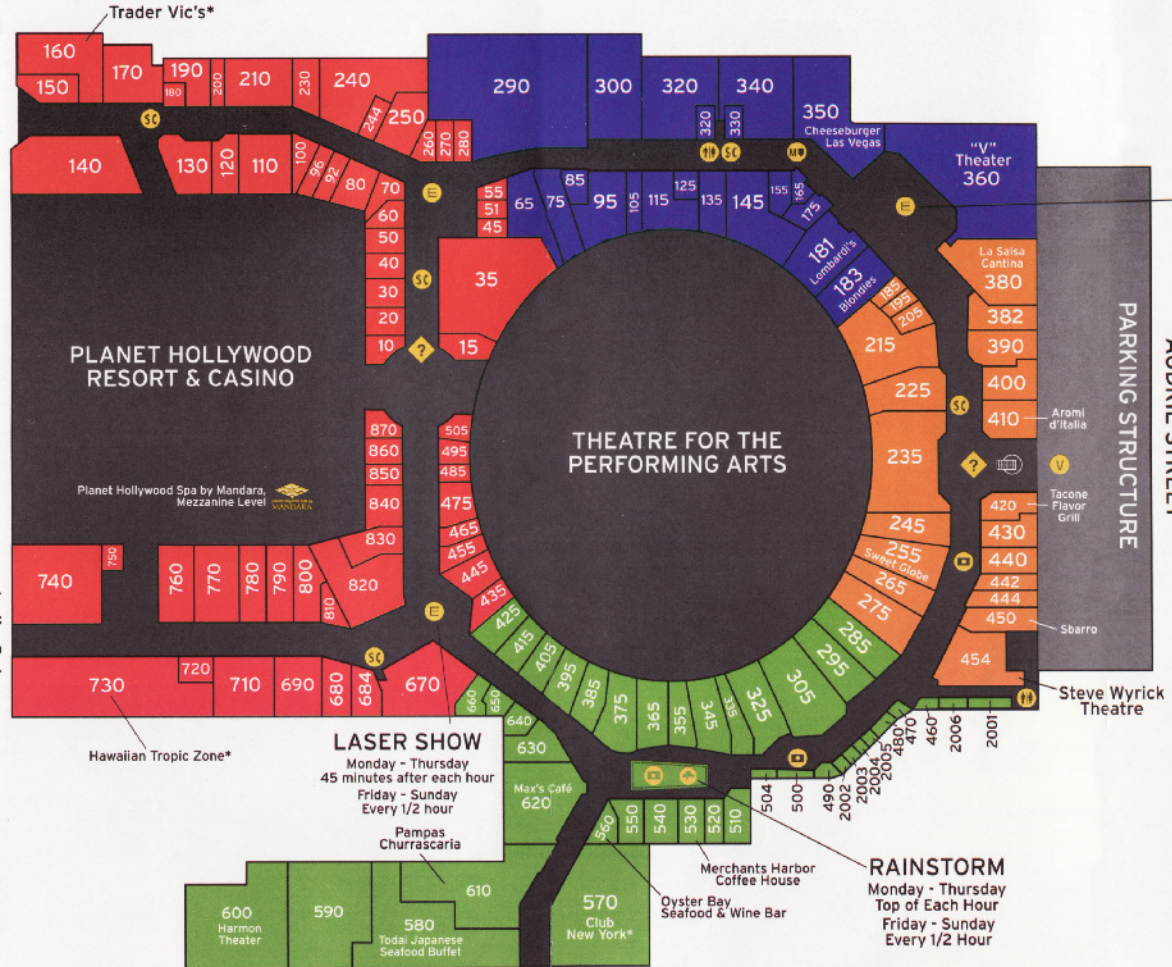 Trader Vic's*
160
150
170
190
180
200
210
230
240
244
250
260
270
280
290
300
320
340
320
330
350
Cheeseburger
Las Vegas
"V"
Theater
360
140
130
120
110
100
96
92
80
70
60
50
40
30
20
10
55
51
45
35
15
65
75
85
95
105
115
125
135
145
155
165
175
181
Lombardi's
183
Blondies
185
195
205
215
225
235
245
255
Sweet Globe
265
275
La Salsa
Cantina
380
382
390
400
410
Aromi
d'Italia
420
Tacone
Flavor
Grill
430
440
442
444
450
Sbarro
454
Steve Wyrick
Theatre
PARKING STRUCTURE
SC
SC
SC
SC
SC
?
?
V
PLANET HOLLYWOOD
RESORT & CASINO
THEATRE FOR THE
PERFORMING ARTS
Planet Hollywood Spa by Mandara,
Mezzanine Level
MANDARA
870
860
850
840
830
820
810
800
790
780
770
760
750
740
505
495
485
475
465
455
445
435
425
415
405
395
385
375
365
355
345
335
325
305
295
285
730
720
710
690
680
684
670
660
650
640
630
Max's Café
620
Hawaiian Tropic Zone*
LASER SHOW
Monday - Thursday
45 minutes after each hour
Friday - Sunday
Every 1/2 hour
Pampas
Churrascaria
610
600
Harmon
Theater
590
580
Todai Japanese
Seafood Buffet
570
Club
New York*
560
550
540
530
520
510
504
500
490
2002
2003
2004
2005
480
470
460
2006
2001
Merchants Harbor
Coffee House
Oyster Bay
Seafood & Wine Bar
RAINSTORM
Monday - Thursday
Top of Each Hour
Friday - Sunday
Every 1/2 Hour